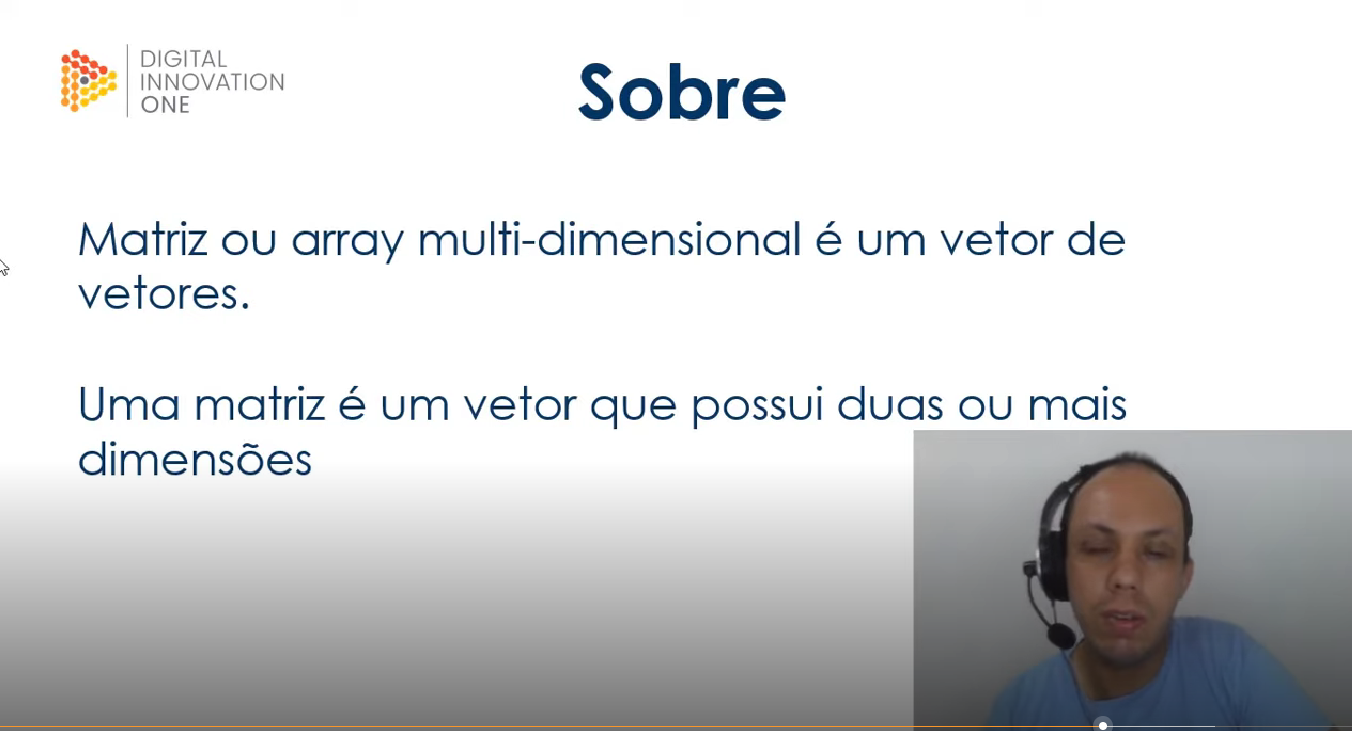 DIGITAL
INNOVATION
ONE
Sobre
Matriz ou array multi-dimensional é um vetor de
vetores.
Uma matriz é um vetor que possui duas ou mais
dimensões